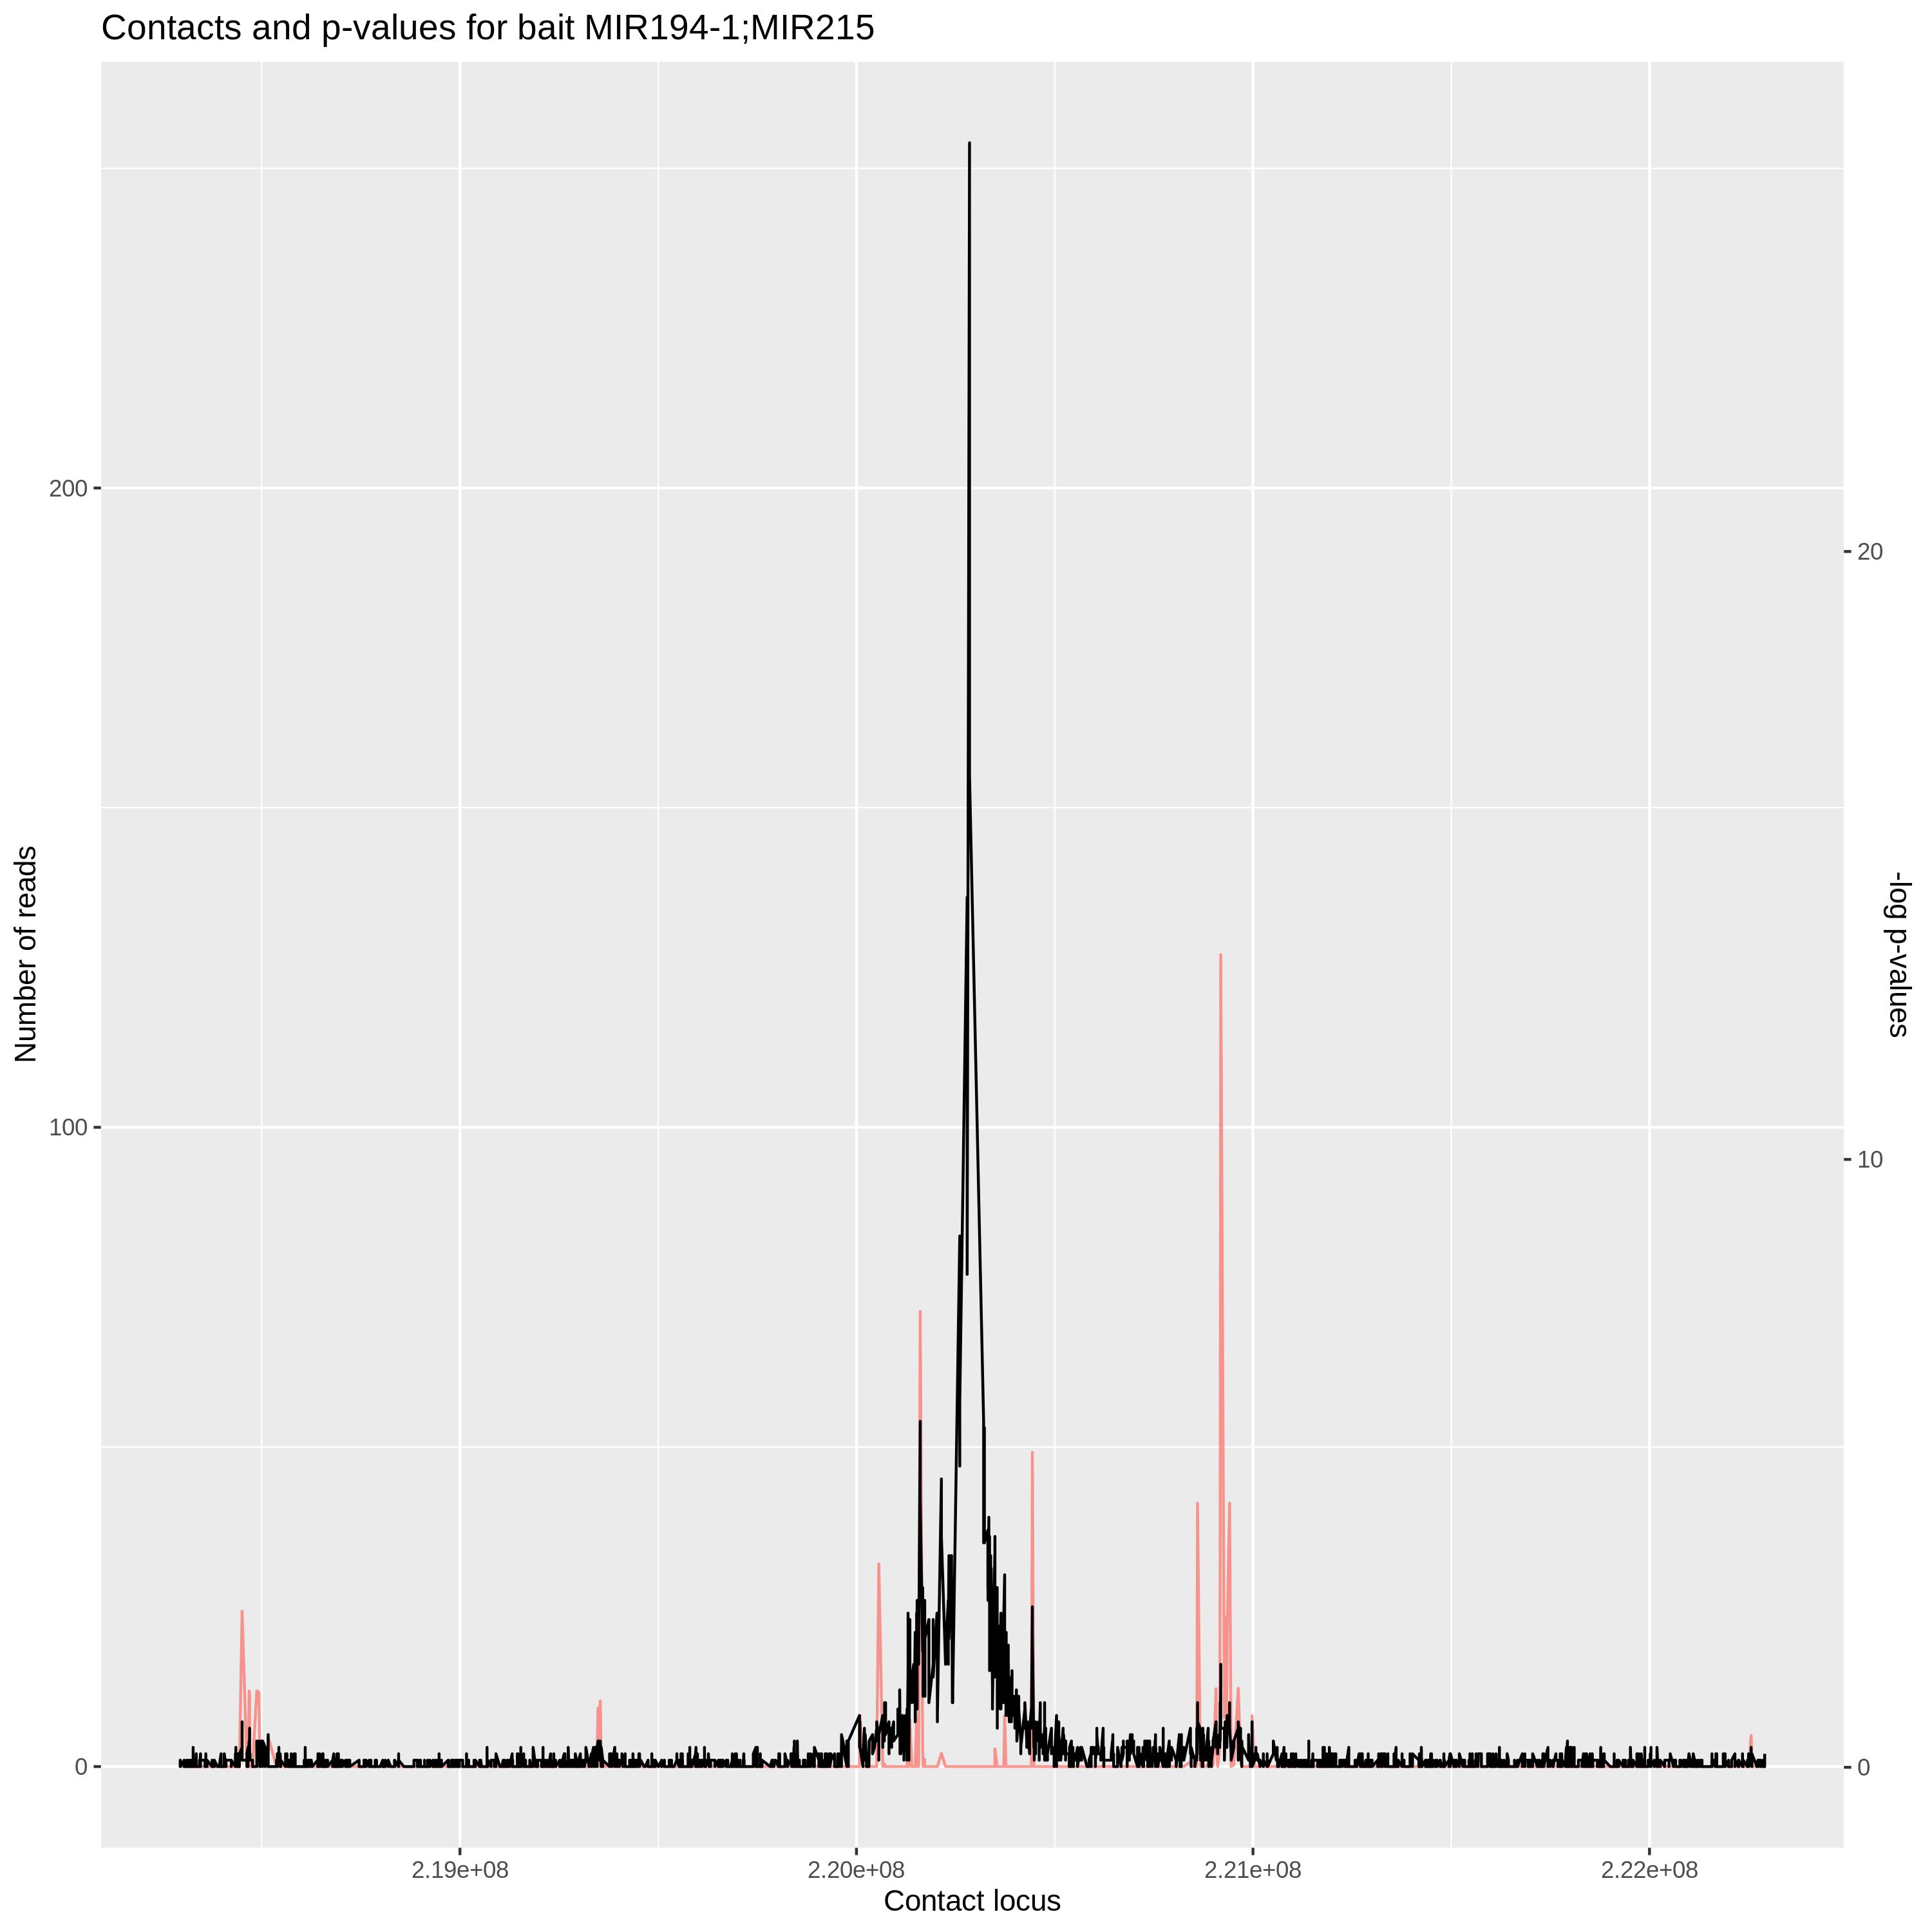 Contacts and p-values for bait MIR194-1;MIR215
Number of reads
200
100
0
20
10
0
-log p-values
2.19e+08
2.20e+08
2.21e+08
2.22e+08
Contact locus